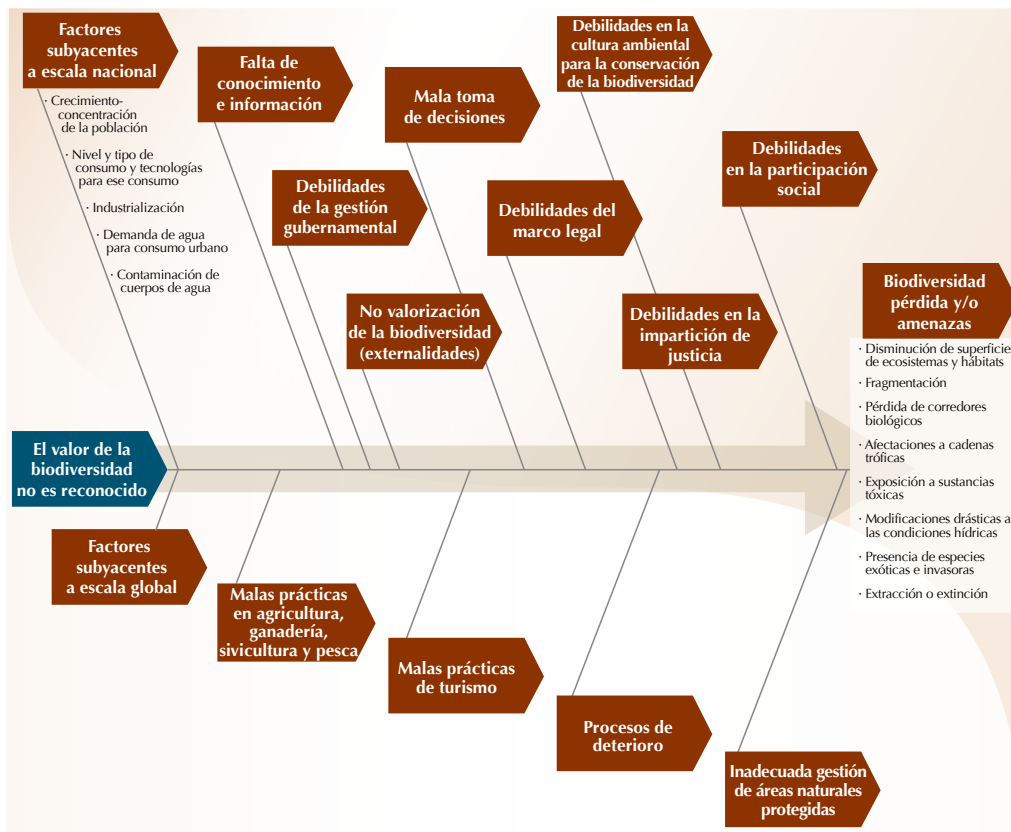 Factores
subyacentes
a escala nacional
· Crecimiento-
concentración
de la población
· Nivel y tipo de
consumo y tecnologías
para ese consumo
· Industrialización
· Demanda de agua
para consumo urbano
· Contaminación de
cuerpos de agua
Falta de
conocimiento
e información
Debilidades
de la gestión
gubernamental
No valorización
de la biodiversidad
(externalidades)
Mala toma
de decisiones
Debilidades del
marco legal
Debilidades en la
cultura ambiental
para la conservación
de la biodiversidad
Debilidades en la
impartición de
justicia
Debilidades
en la participación
social
Biodiversidad
pérdida y/o
amenazas
· Disminución de superficie
de ecosistemas y hábitats
· Fragmentación
· Pérdida de corredores
biológicos
· Afectaciones a cadenas
tróficas
· Exposición a sustancias
tóxicas
· Modificaciones drásticas a
las condiciones hídricas
· Presencia de especies
exóticas e invasoras
· Extracción o extinción
El valor de la
biodiversidad
no es reconocido
Factores
subyacentes
a escala global
Malas prácticas
en agricultura,
ganadería,
sivicultura y pesca
Malas prácticas
de turismo
Procesos de
deterioro
Inadecuada gestión
de áreas naturales
protegidas